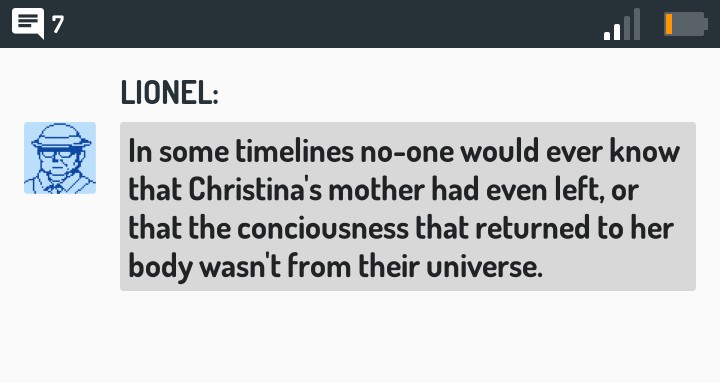 7
LIONEL:
In some timelines no-one would ever know
that Christina's mother had even left, or
that the conciousness that returned to her
body wasn't from their universe.